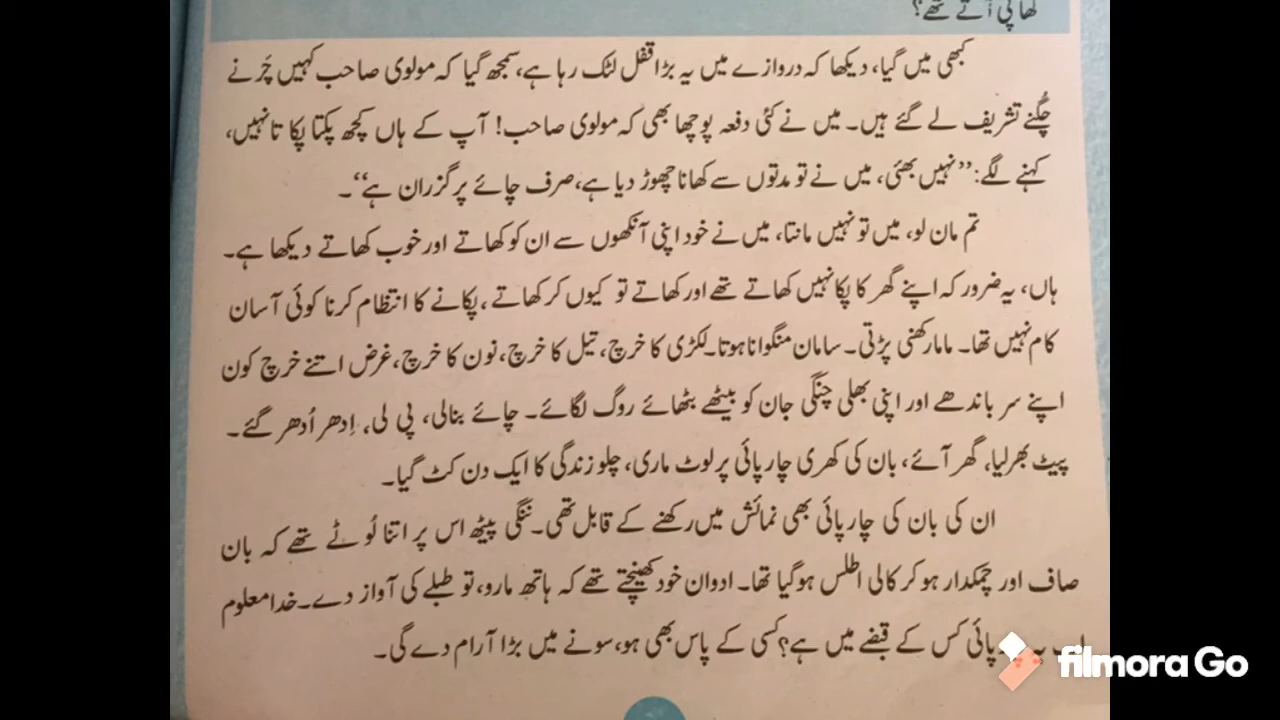 کھا پی آتے تھے؟
کبھی میں گیا، دیکھا کہ دروازے میں یہ بڑا قفل لٹک رہا ہے، سمجھ گیا کہ مولوی صاحب کہیں چَرنے
چُگنے تشریف لے گئے ہیں۔ میں نے کئی دفعہ پوچھا بھی کہ مولوی صاحب! آپ کے ہاں کچھ پکتا پکا تا نہیں،
کہنے لگے: ’’نہیں بھئی، میں نے تو مدتوں سے کھانا چھوڑ دیا ہے، صرف چائے پر گزران ہے‘‘۔
تم مان لو، میں تو نہیں مانتا، میں نے خود اپنی آنکھوں سے ان کو کھاتے اور خوب کھاتے دیکھا ہے۔
ہاں، یہ ضرور کہ اپنے گھر کا پکا نہیں کھاتے تھے اور کھاتے تو کیوں کر کھاتے، پکانے کا انتظام کرنا کوئی آسان
کام نہیں تھا۔ ماما رکھنی پڑتی۔ سامان منگوانا ہوتا۔ لکڑی کا خرچ، تیل کا خرچ، نون کا خرچ، غرض اتنے خرچ کون
اپنے سر باندھے اور اپنی بھلی چنگی جان کو بیٹھے بٹھائے روگ لگائے۔ چائے بنالی، پی لی، اِدھر اُدھر گئے۔
پیٹ بھر لیا، گھر آئے، بان کی کھری چارپائی پر لوٹ ماری، چلو زندگی کا ایک دن کٹ گیا۔
ان کی بان کی چارپائی بھی نمائش میں رکھنے کے قابل تھی۔ ننگی پیٹھ اس پر اتنا لُوٹے تھے کہ بان
صاف اور چمکدار ہو کر کالی اطلس ہو گیا تھا۔ ادوان خود کھینچتے تھے کہ ہاتھ مارو، تو طبلے کی آواز دے۔ خدا معلوم
یہ پائی کس کے قبضے میں ہے؟ کسی کے پاس بھی ہو، سونے میں بڑا آرام دے گی۔
filmora Go